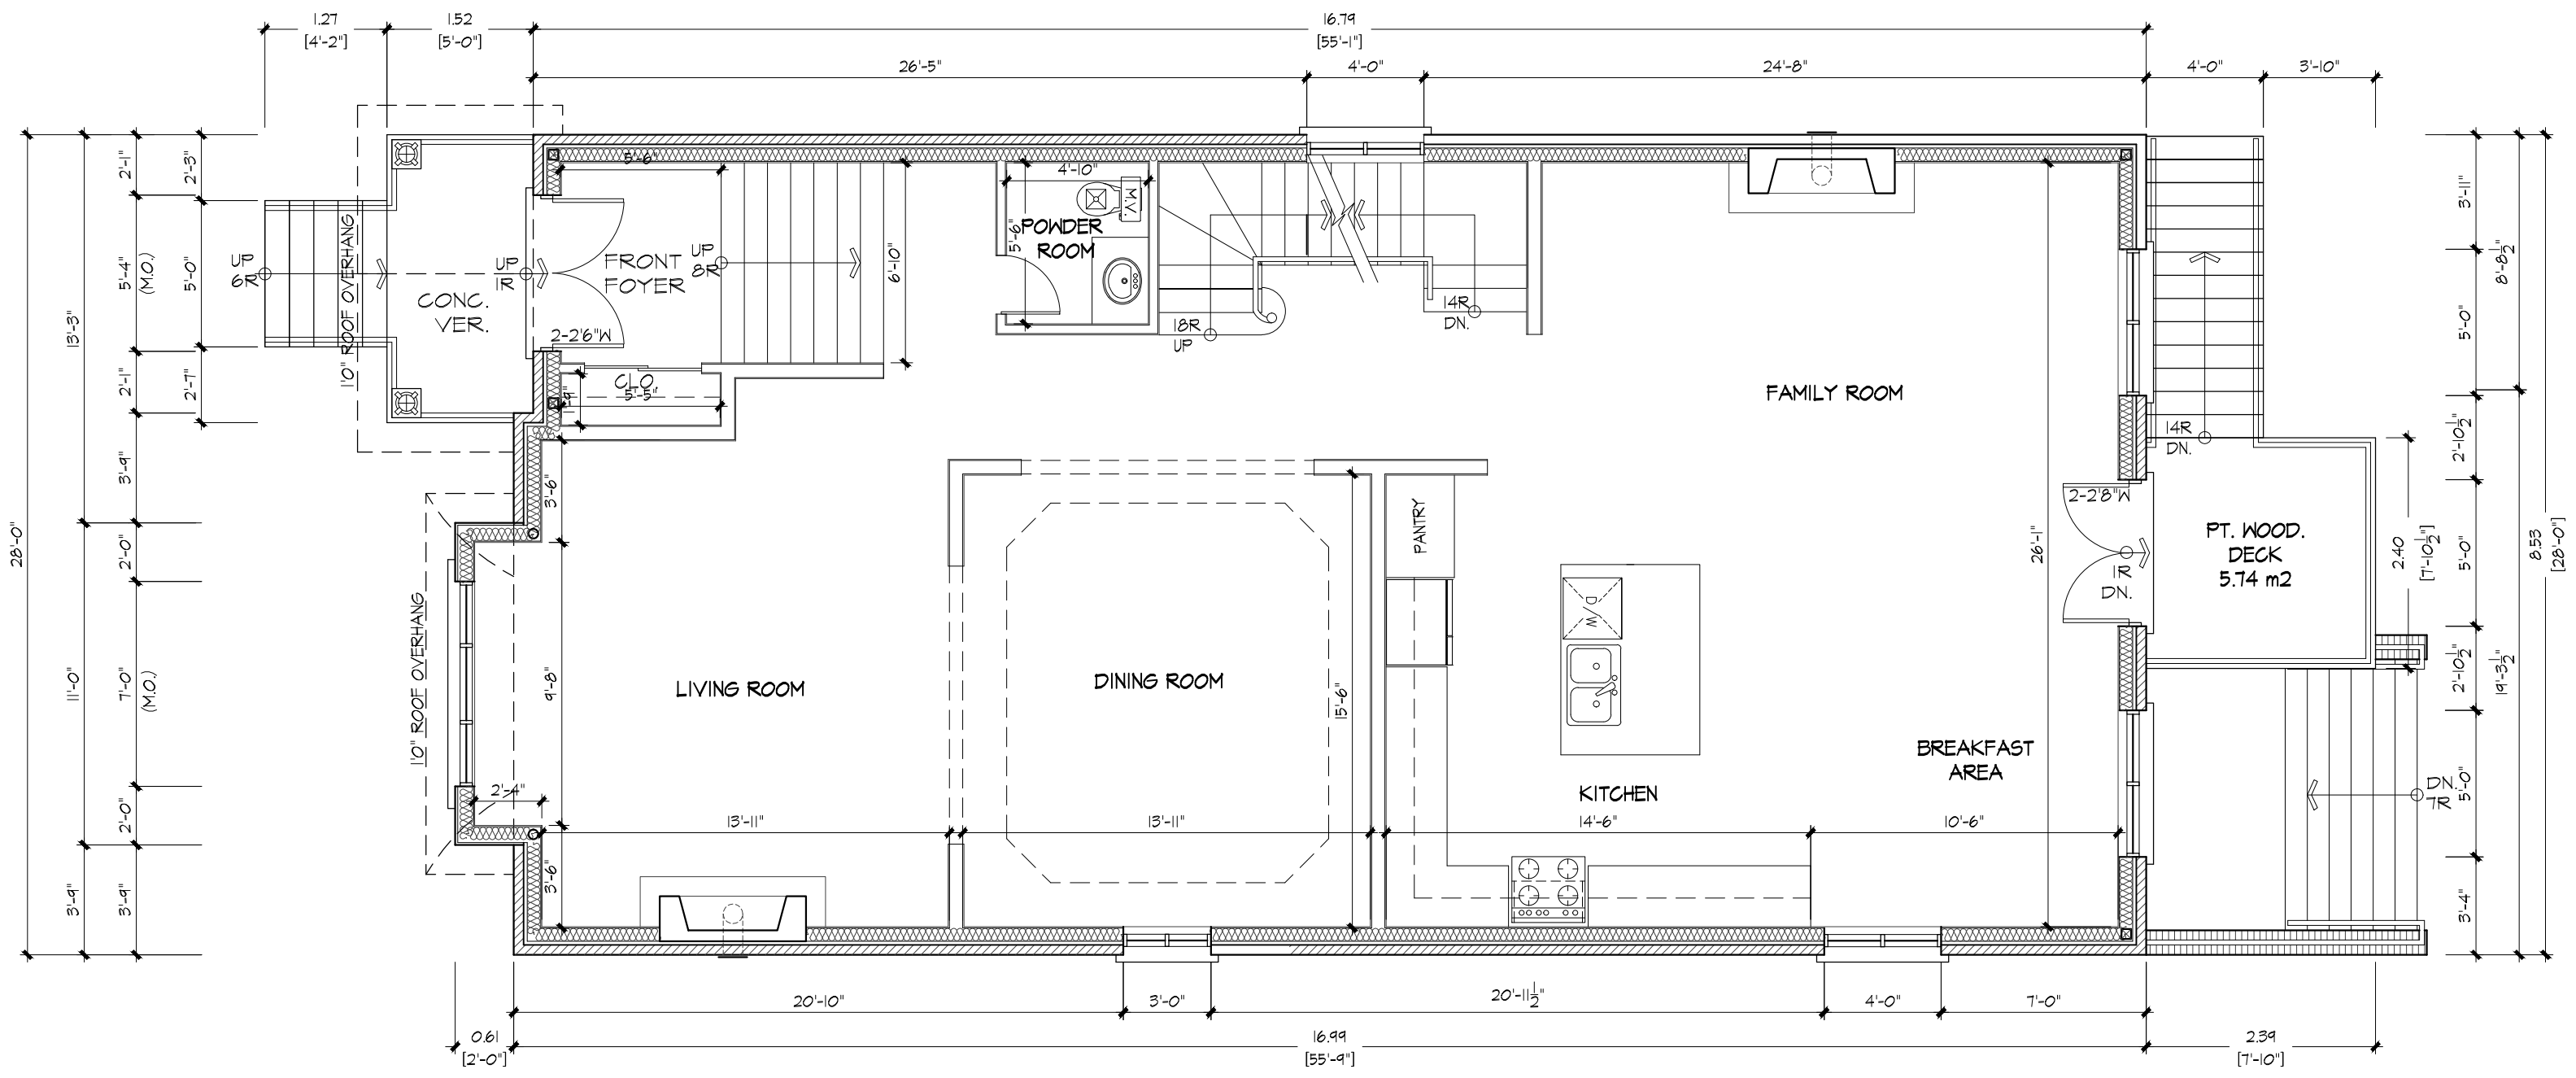 1.27
[4'-2"]
1.52
[5'-0"]
16.79
[55'-1"]
26'-5"
4'-0"
24'-8"
4'-0"
3'-10"
28'-0"
13'-3"
11'-0"
3'-9"
2'-1"
5'-4"
(M.O.)
2'-1"
3'-9"
2'-0"
7'-0"
(M.O.)
2'-0"
3'-9"
2'-3"
5'-0"
2'-7"
UP
6R
1'0" ROOF OVERHANG
CONC.
VER.
UP
1R
5'-6"
FRONT
FOYER
UP
8R
6'-10"
2-2'6"W
CLO.
5'-5"
4'-10"
M.V.
5'-6"
POWDER
ROOM
18R
UP
14R
DN.
FAMILY ROOM
14R
DN.
3'-6"
9'-8"
3'-6"
1'0" ROOF OVERHANG
2'-4"
LIVING ROOM
DINING ROOM
15'-6"
PANTRY
D/W
KITCHEN
BREAKFAST
AREA
26'-1"
2-2'8"W
1R
DN.
PT. WOOD.
DECK
5.74 m2
2.40
[7'-10 1/2"]
DN.
7R
13'-11"
13'-11"
14'-6"
10'-6"
3'-11"
5'-0"
2'-10 1/2"
5'-0"
2'-10 1/2"
5'-0"
3'-4"
8'-8 1/2"
19'-3 1/2"
8.53
[28'-0"]
20'-10"
3'-0"
20'-11 1/2"
4'-0"
7'-0"
0.61
[2'-0"]
16.99
[55'-9"]
2.39
[7'-10"]